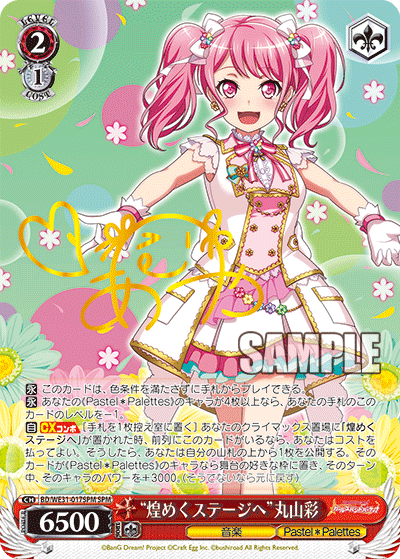 LEVEL
2
1
COST
SAMPLE
永 このカードは、色条件を満たさずに手札からプレイできる。
永 あなたの《Pastel＊Palettes》のキャラが4枚以上なら、あなたの手札のこの
カードのレベルを－1。
自 CXコンボ ［手札を1枚控室に置く］ あなたのクライマックス置場に「煌めく
ステージへ」が置かれた時、前列にこのカードがいるなら、あなたはコストを
払ってよい。そうしたら、あなたは自分の山札の上から1枚を公開する。その
カードが《Pastel＊Palettes》のキャラなら舞台の好きな枠に置き、そのターン
中、そのキャラのパワーを＋3000。（そうでないなら元に戻す）
CH BD/WE31-017SPM SPM
6500
“煌めくステージへ”丸山彩
音楽
Pastel＊Palettes
©BanG Dream! Project ©Craft Egg Inc. ©bushiroad All Rights Reserved.